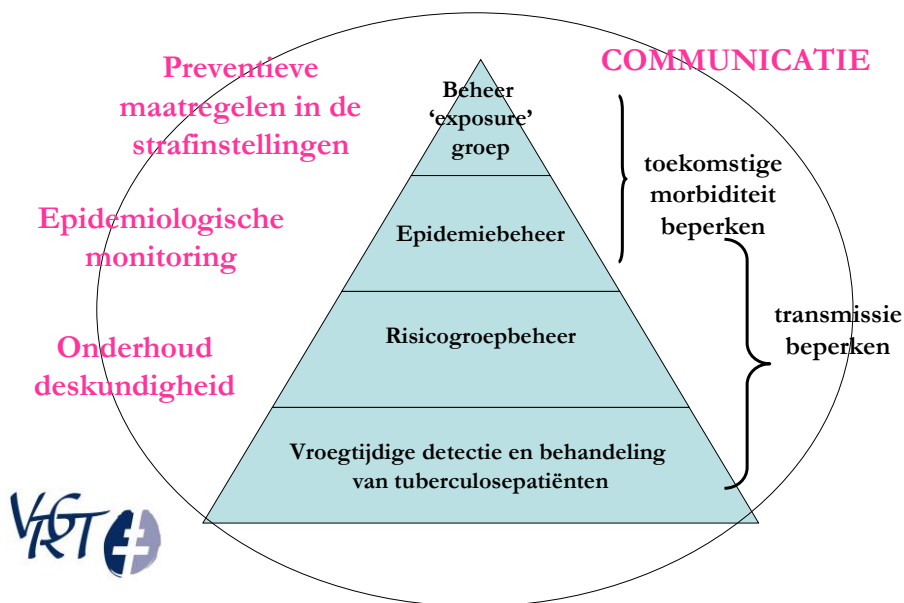 Preventieve
maatregelen in de
strafinstellingen
COMMUNICATIE
Beheer
‘exposure’
groep
toekomstige
morbiditeit
beperken
Epidemiologische
monitoring
Epidemiebeheer
transmissie
beperken
Risicogroepbeheer
Onderhoud
deskundigheid
Vroegtijdige detectie en behandeling
van tuberculosepatiënten
VRGT